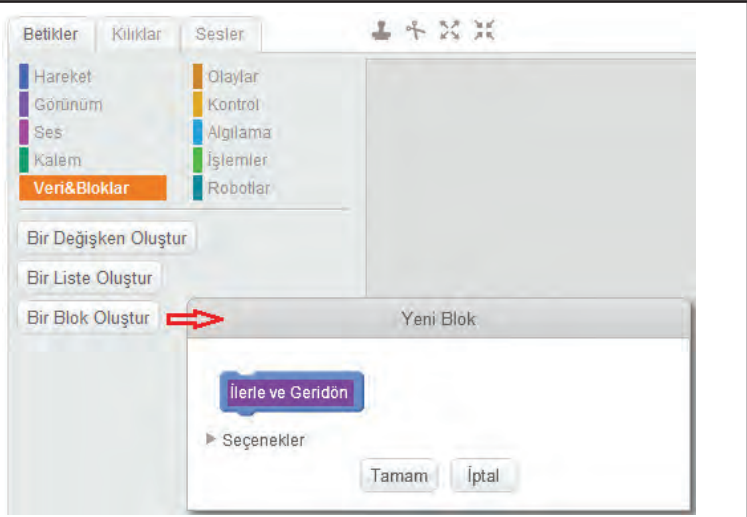 Betikler Kılıklar Sesler
Hareket Olaylar
Görünüm Kontrol
Ses Algılama
Kalem İşlemler
Veri&Bloklar Robotlar
Bir Değişken Oluştur
Bir Liste Oluştur
Bir Blok Oluştur
Yeni Blok
İlerle ve Geridön
Seçenekler
Tamam İptal